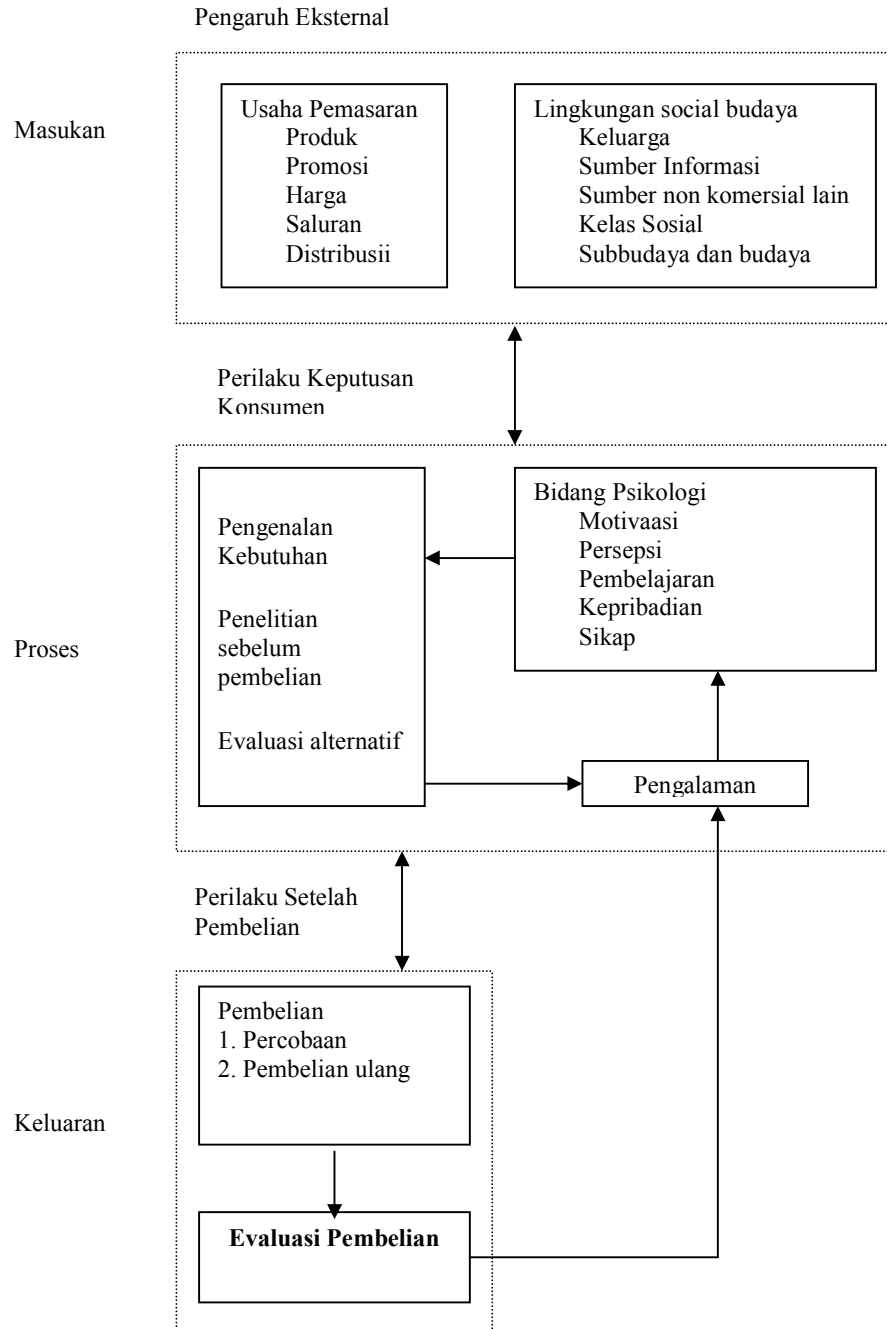 Pengaruh Eksternal
Masukan
Usaha Pemasaran
Produk
Promosi
Harga
Saluran
Distribusii
Lingkungan social budaya
Keluarga
Sumber Informasi
Sumber non komersial lain
Kelas Sosial
Subbudaya dan budaya
Perilaku Keputusan
Konsumen
Proses
Pengenalan
Kebutuhan
Penelitian
sebelum
pembelian
Evaluasi alternatif
Bidang Psikologi
Motivaasi
Persepsi
Pembelajaran
Kepribadian
Sikap
Pengalaman
Perilaku Setelah
Pembelian
Keluaran
Pembelian
1. Percobaan
2. Pembelian ulang
Evaluasi Pembelian